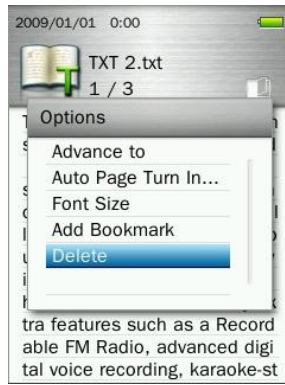 2009/01/01 0:00
TXT 2.txt
1 / 3
Options
Advance to
Auto Page Turn In...
Font Size
Add Bookmark
Delete
tra features such as a Record
able FM Radio, advanced digi
tal voice recording, karaoke-st